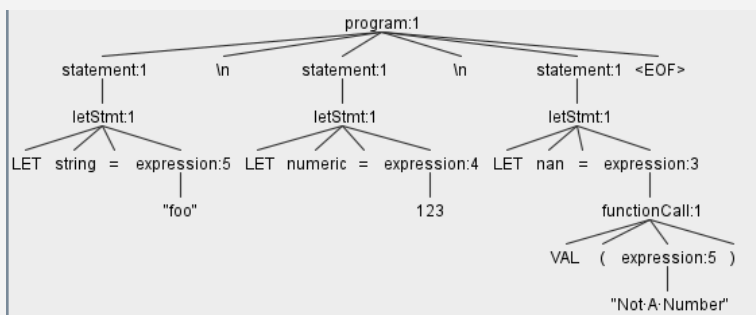 program:1
statement:1 \n statement:1 \n statement:1 <EOF>
letStmt:1 letStmt:1 letStmt:1
LET string = expression:5 LET numeric = expression:4 LET nan = expression:3
"foo" 123 functionCall:1
VAL ( expression:5 )
"Not·A·Number"